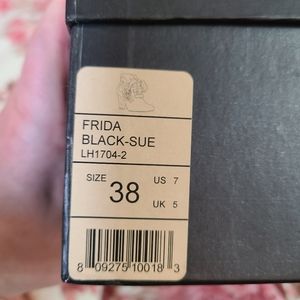 FRIDA
BLACK-SUE
LH1704-2
SIZE 38 US 7
UK 5
8 09275 10018 3